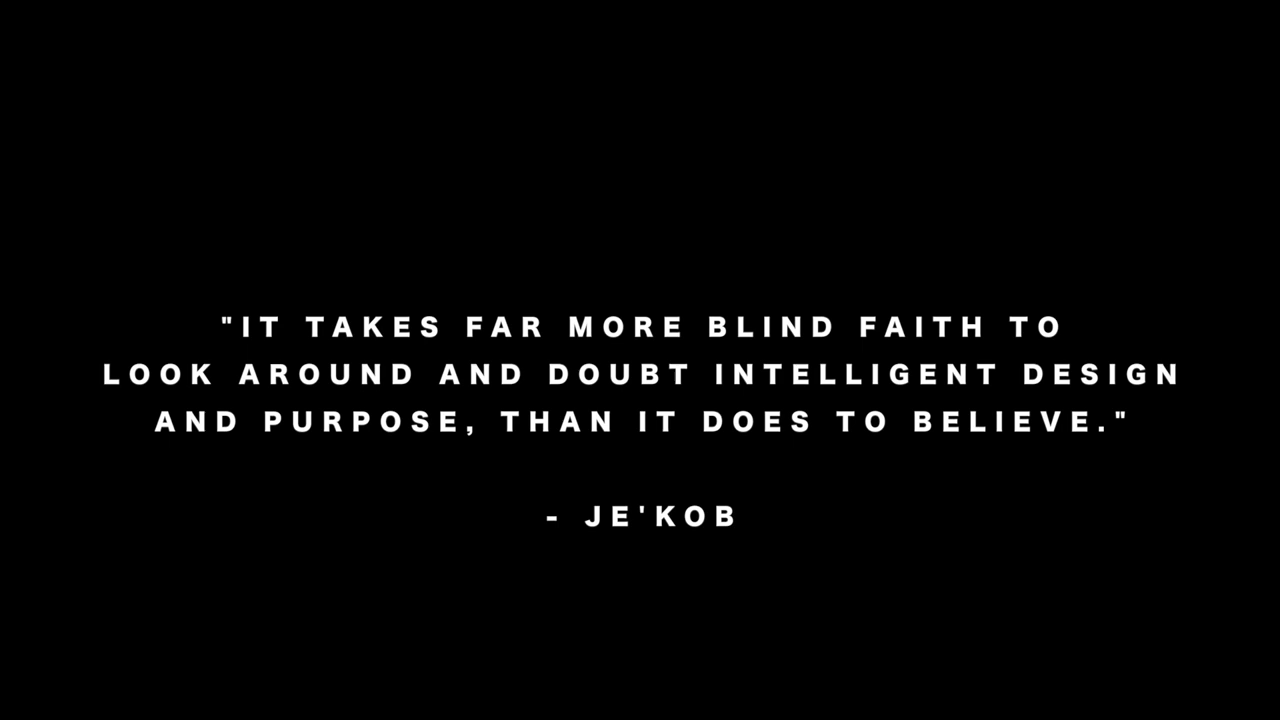 "IT TAKES FAR MORE BLIND FAITH TO
LOOK AROUND AND DOUBT INTELLIGENT DESIGN
AND PURPOSE, THAN IT DOES TO BELIEVE."
- JE'KOB